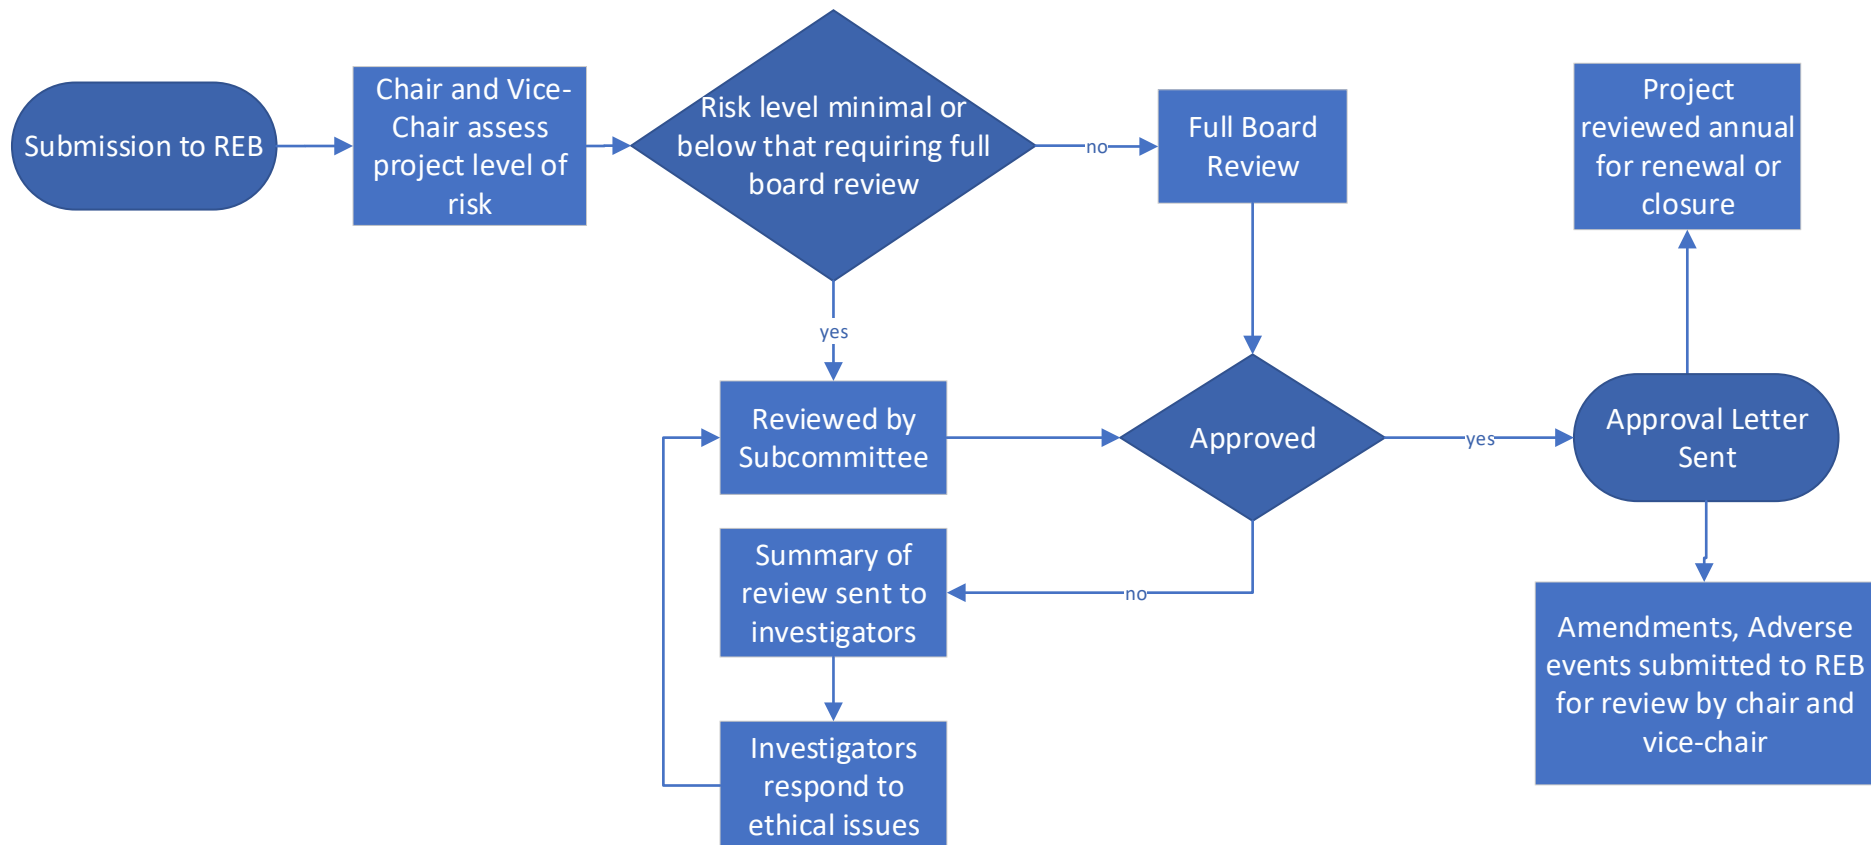 Submission to REB
Chair and Vice-
Chair assess
project level of
risk
Risk level minimal or
below that requiring full
board review
no
Full Board
Review
Project
reviewed annual
for renewal or
closure
yes
Reviewed by
Subcommittee
Approved
yes
Approval Letter
Sent
Summary of
review sent to
investigators
no
Amendments, Adverse
events submitted to REB
for review by chair and
vice-chair
Investigators
respond to
ethical issues